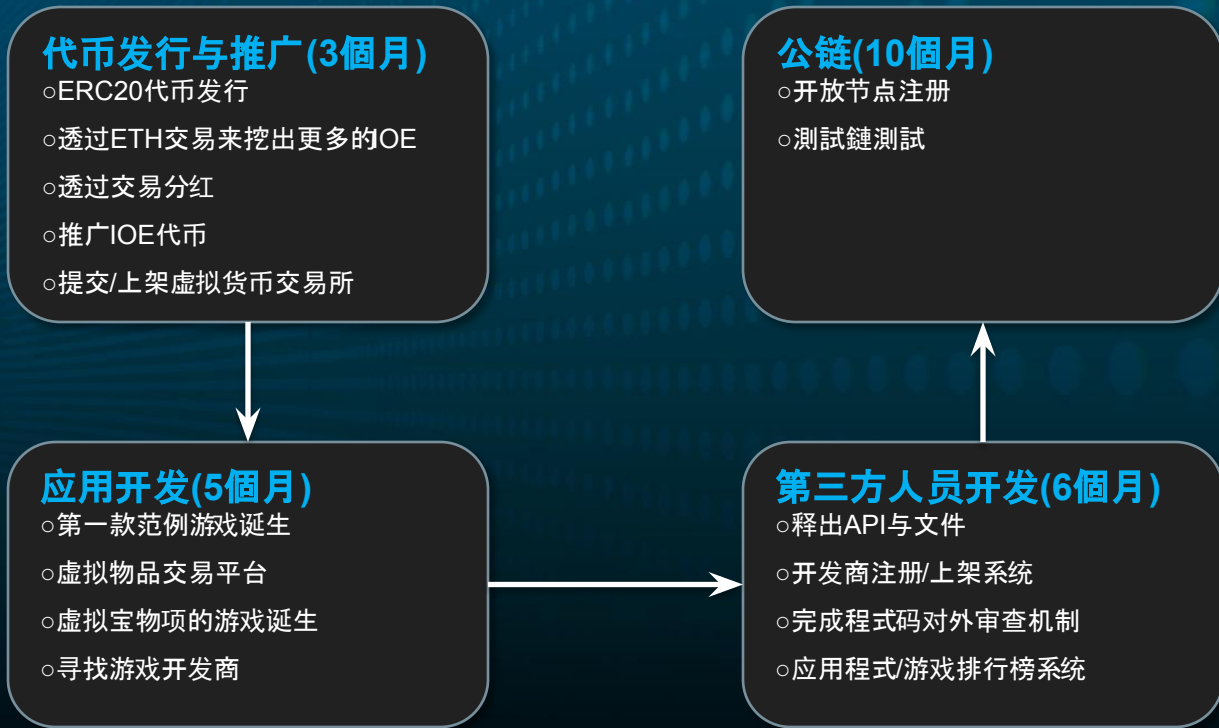 代币发行与推广(3個月)
○ERC20代币发行
○透过ETH交易来挖出更多的IOE
○透过交易分红
○推广IOE代币
○提交/上架虚拟货币交易所
应用开发(5個月)
○第一款范例游戏诞生
○虚拟物品交易平台
○虚拟宝物项的游戏诞生
○寻找游戏开发商
第三方人员开发(6個月)
○释出API与文件
○开发商注册/上架系统
○完成程式码对外审查机制
○应用程式/游戏排行榜系统
公链(10個月)
○开放节点注册
○測試鏈測試